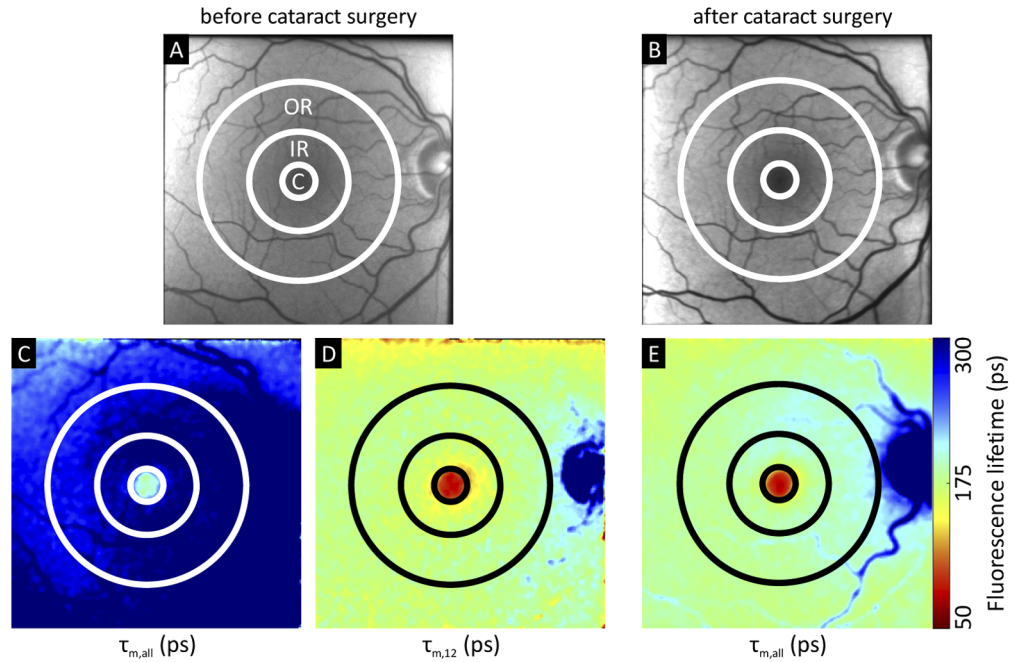 before cataract surgery
after cataract surgery
A
OR
IR
C
B
C
D
E
300
175
50
Fluorescence lifetime (ps)
τm,all (ps)
τm,12 (ps)
τm,all (ps)